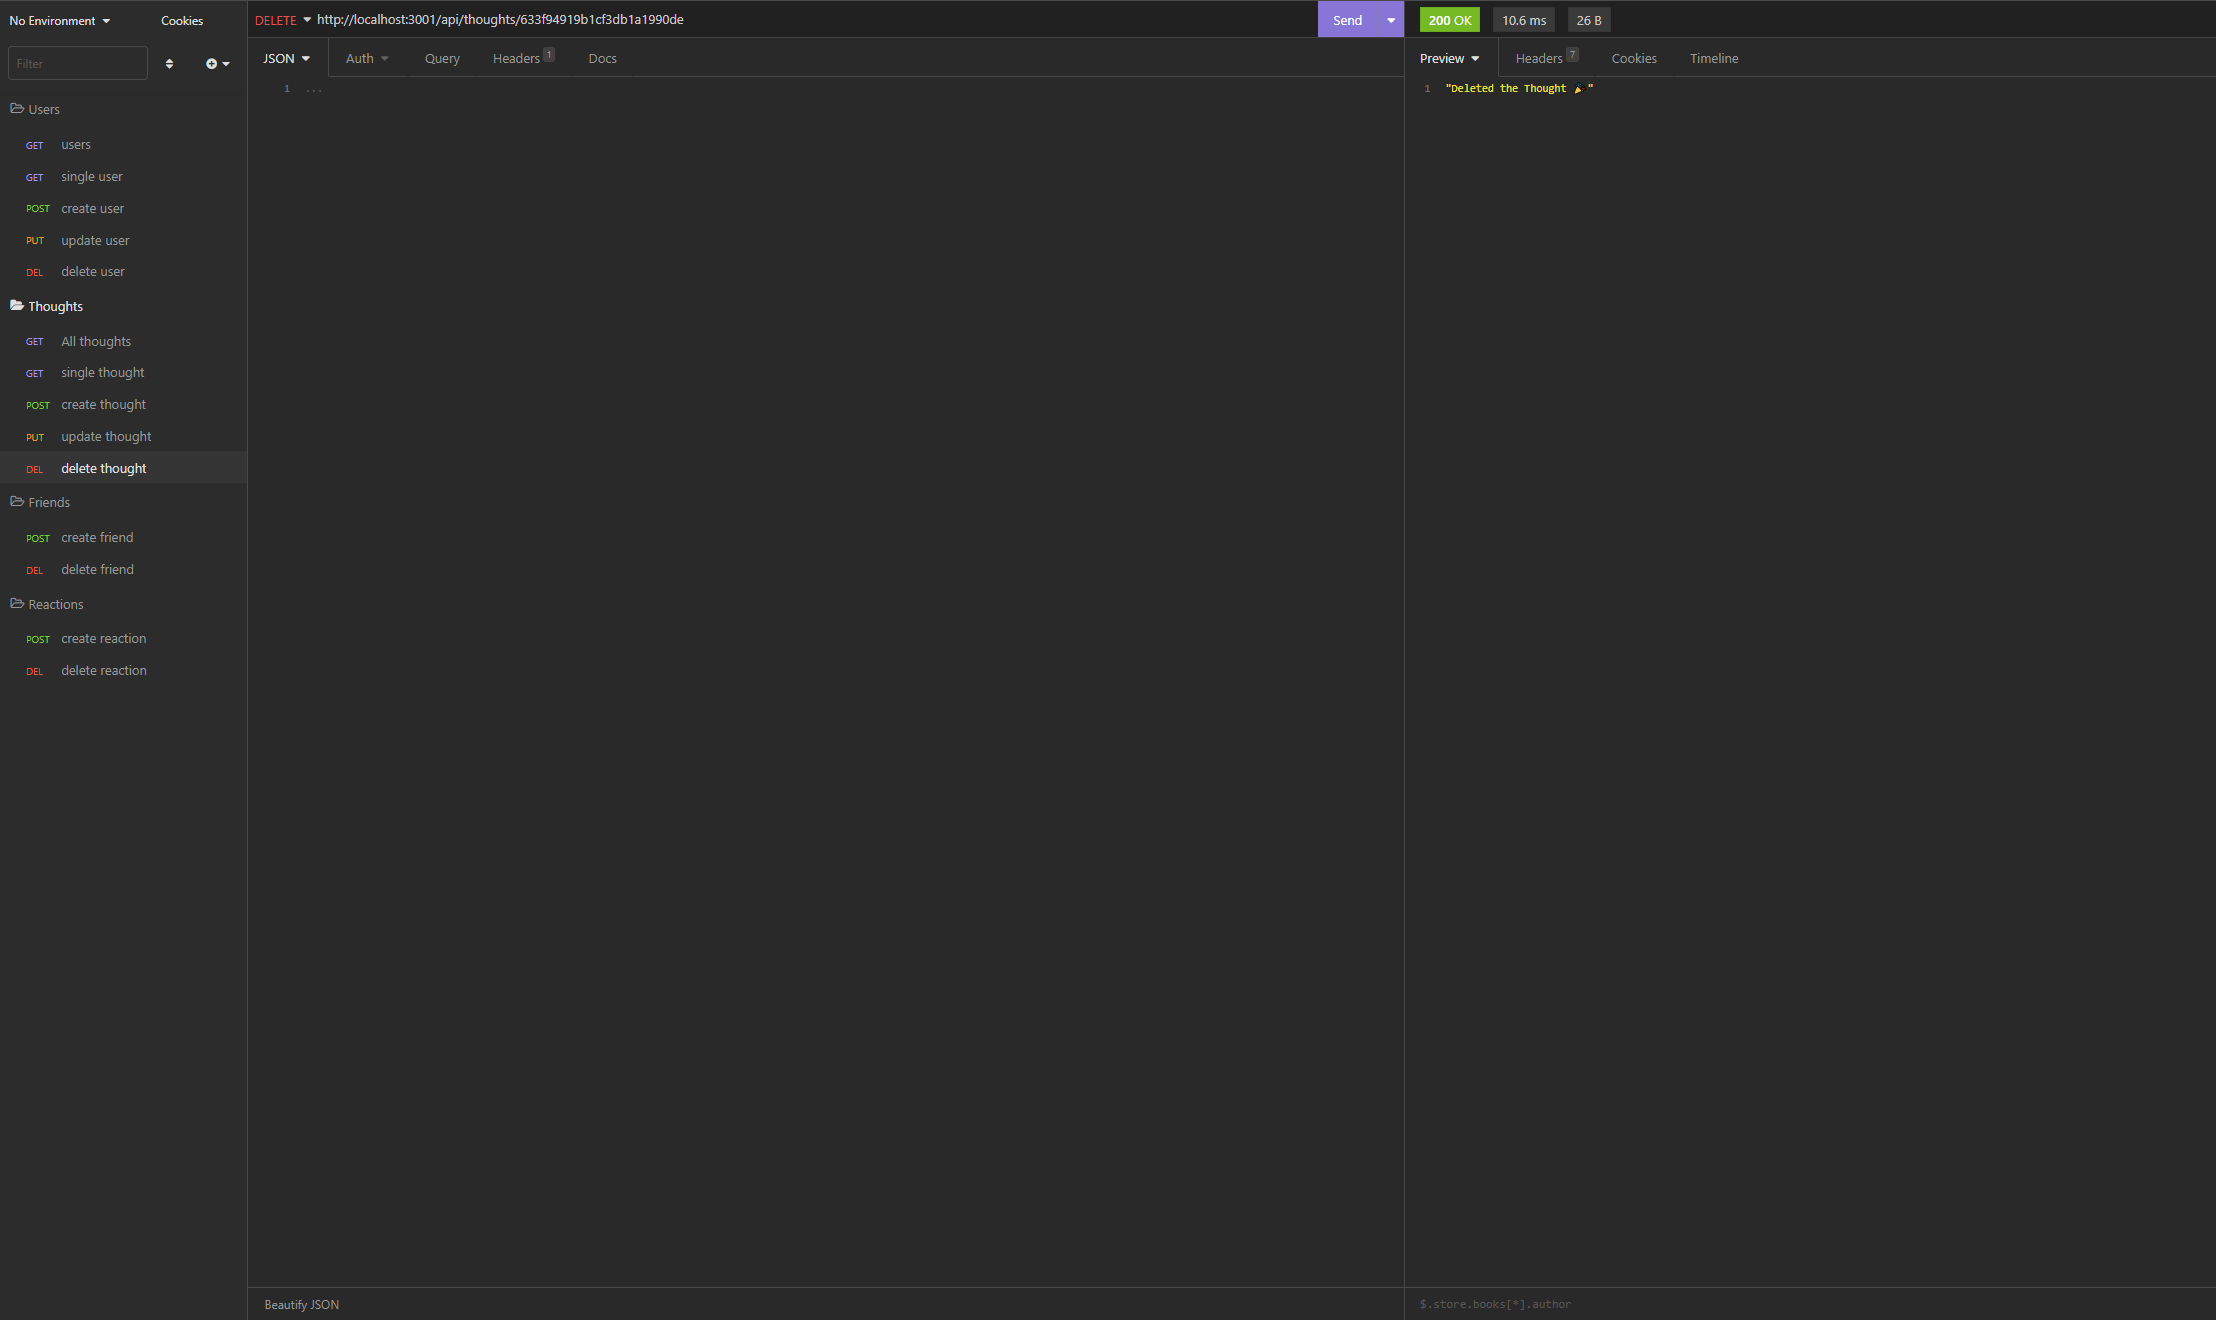 No Environment
Cookies
Filter
Users
GET users
GET single user
POST create user
PUT update user
DEL delete user
Thoughts
GET All thoughts
GET single thought
POST create thought
PUT update thought
DEL delete thought
Friends
POST create friend
DEL delete friend
Reactions
POST create reaction
DEL delete reaction
DELETE http://localhost:3001/api/thoughts/633f94919b1cf3db1a1990de
Send
JSON Auth Query Headers 1 Docs
1 ...
Beautify JSON
200 OK 10.6 ms 26 B
Preview Headers 7 Cookies Timeline
1 "Deleted the Thought 🎉"
$.store.books[*].author